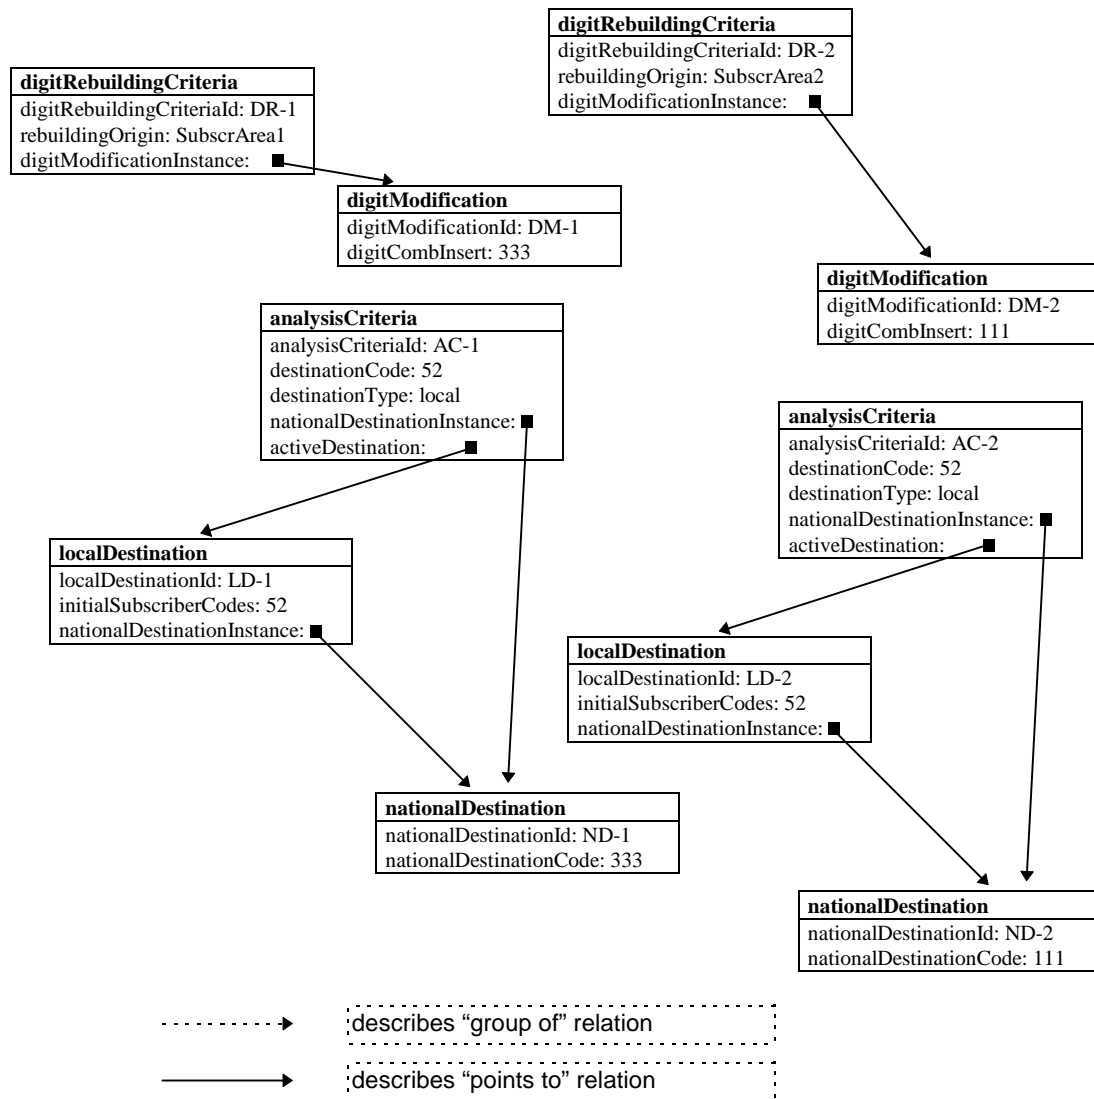 digitRebuildingCriteria
digitRebuildingCriteriaId: DR-2
rebuildingOrigin: SubscrArea2
digitModificationInstance:
digitRebuildingCriteria
digitRebuildingCriteriaId: DR-1
rebuildingOrigin: SubscrArea1
digitModificationInstance:
digitModification
digitModificationId: DM-1
digitCombInsert: 333
digitModification
digitModificationId: DM-2
digitCombInsert: 111
analysisCriteria
analysisCriteriaId: AC-1
destinationCode: 52
destinationType: local
nationalDestinationInstance:
activeDestination:
analysisCriteria
analysisCriteriaId: AC-2
destinationCode: 52
destinationType: local
nationalDestinationInstance:
activeDestination:
localDestination
localDestinationId: LD-1
initialSubscriberCodes: 52
nationalDestinationInstance:
localDestination
localDestinationId: LD-2
initialSubscriberCodes: 52
nationalDestinationInstance:
nationalDestination
nationalDestinationId: ND-1
nationalDestinationCode: 333
nationalDestination
nationalDestinationId: ND-2
nationalDestinationCode: 111
describes “group of” relation
describes “points to” relation